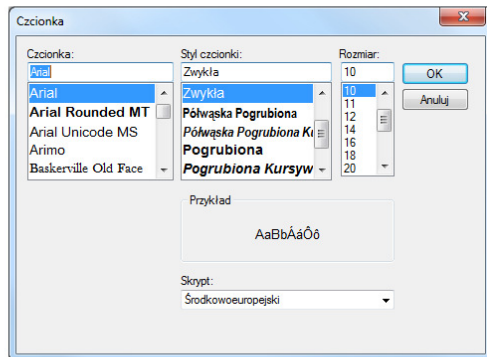 Czcionka
Czcionka:
Arial
Arial
Arial Rounded MT
Arial Unicode MS
Arimo
Baskerville Old Face
Styl czcionki:
Zwykła
Zwykła
Półwąska Pogrubiona
Półwąska Pogrubiona Ku
Pogrubiona
Pogrubiona Kursyw
Rozmiar:
10
10
11
12
14
16
18
20
OK
Anuluj
Przykład
AaBbÁáÔô
Skrypt:
Środkowoeuropejski